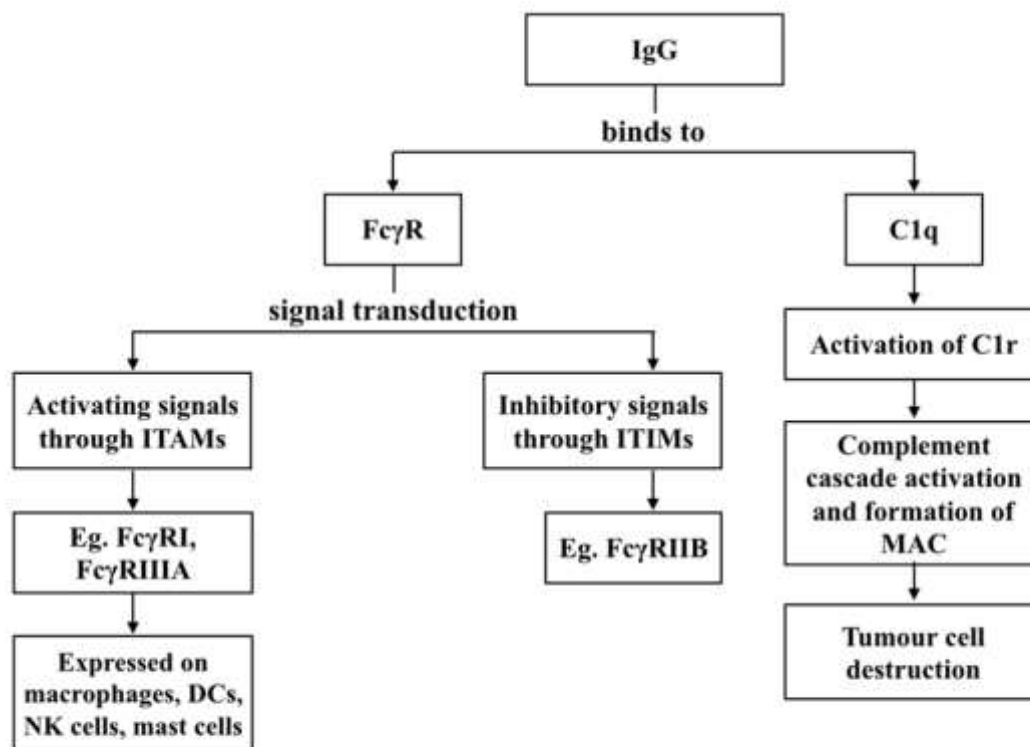 IgG
binds to
FcγR
C1q
signal transduction
Activating signals
through ITAMs
Inhibitory signals
through ITIMs
Activation of C1r
Eg. FcγRI,
FcγRIIIA
Eg. FcγRIIB
Complement
cascade activation
and formation of
MAC
Expressed on
macrophages, DCs,
NK cells, mast cells
Tumour cell
destruction